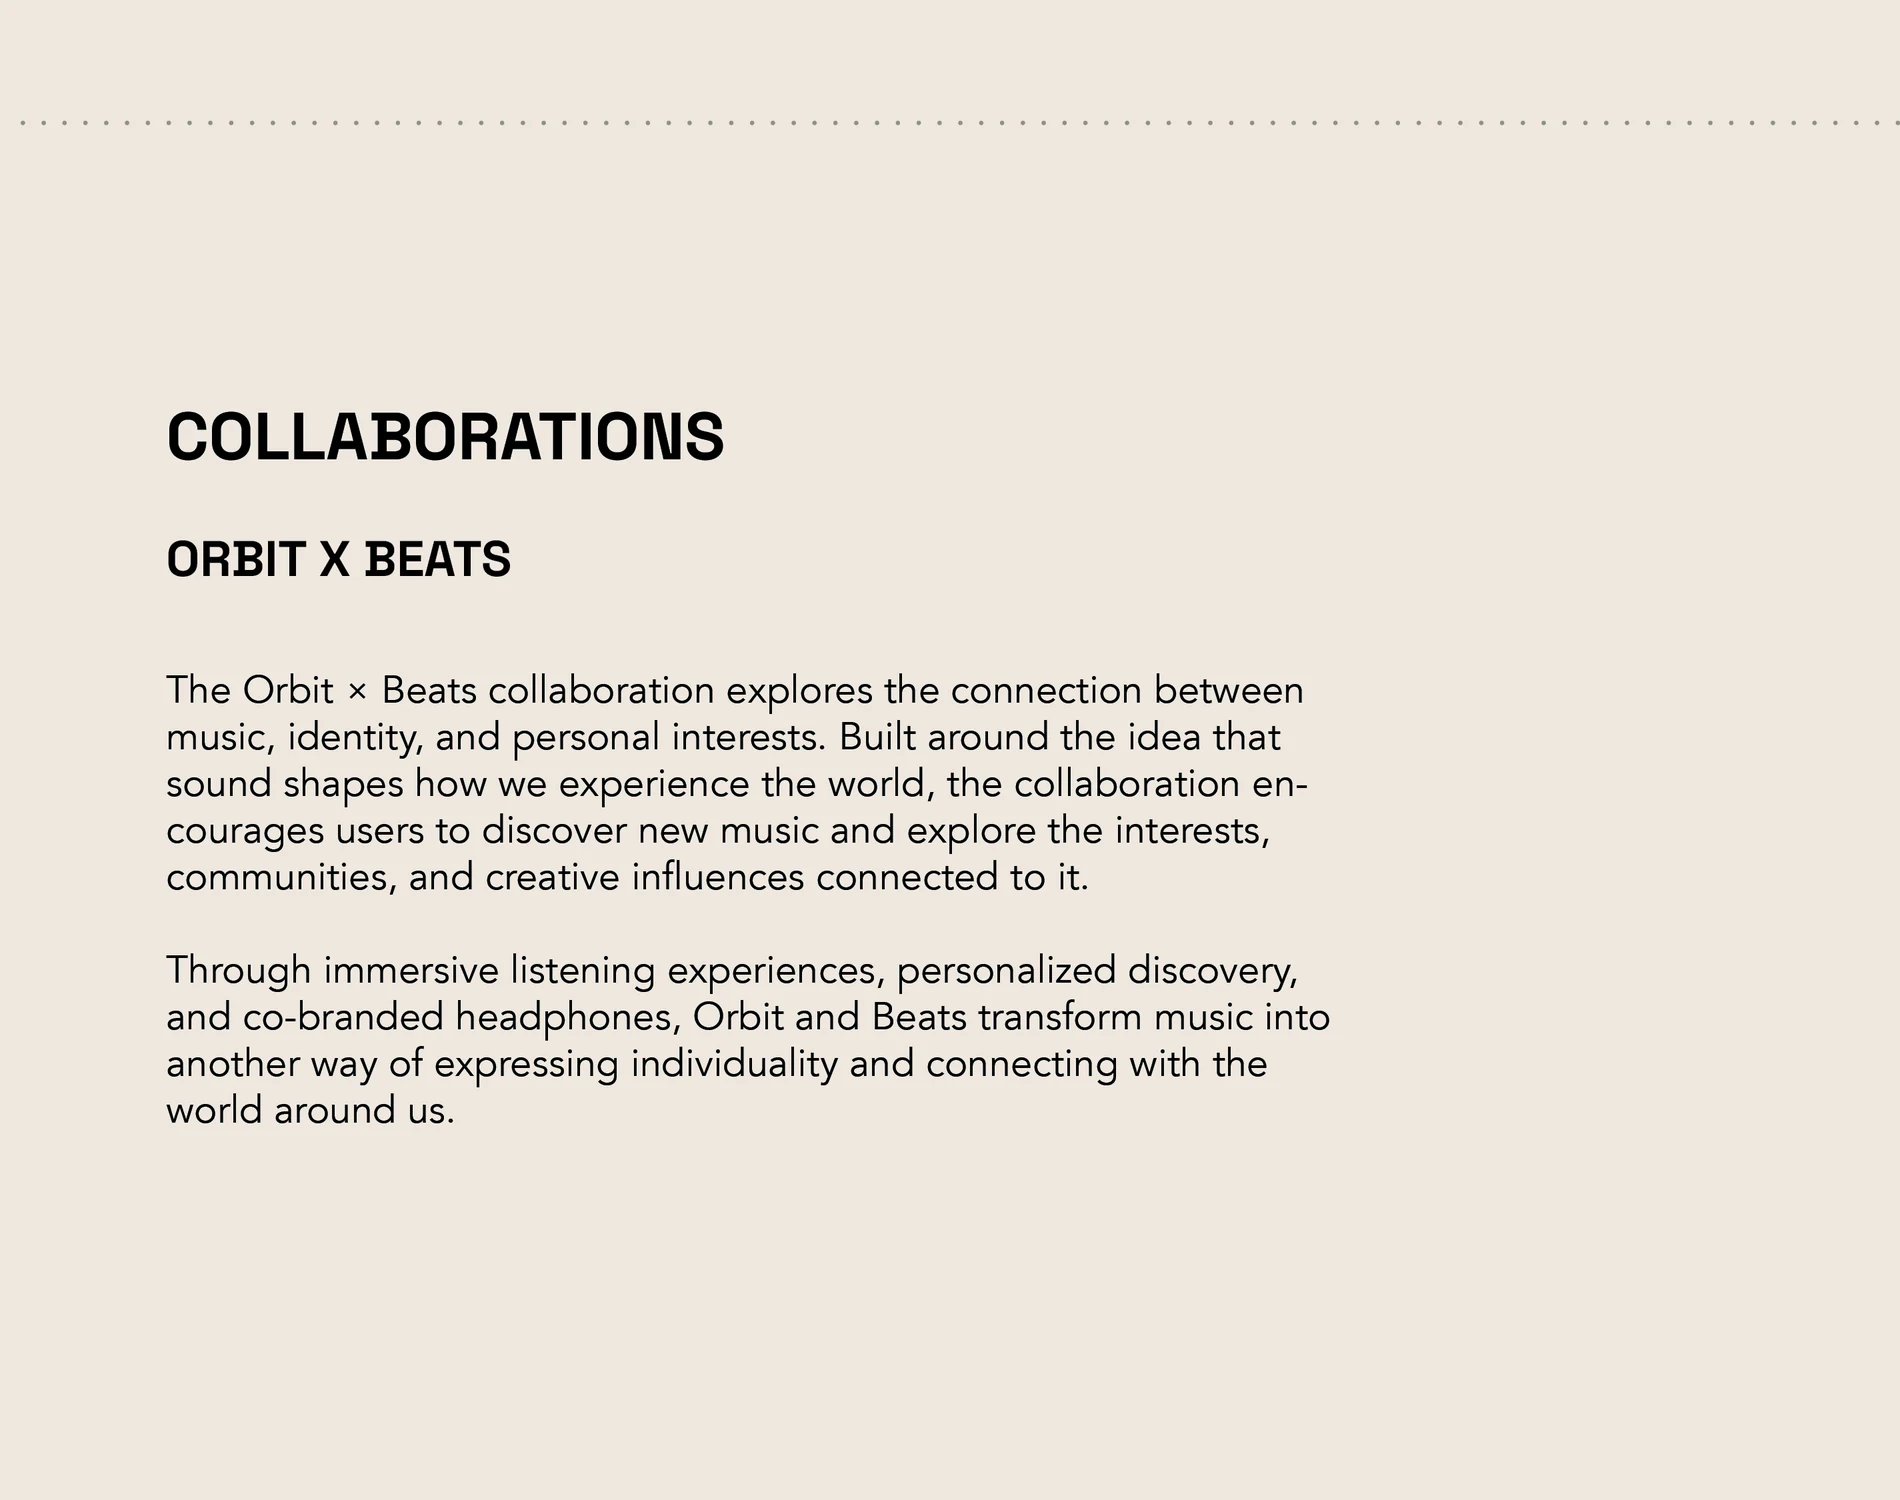 COLLABORATIONS
ORBIT X BEATS
The Orbit × Beats collaboration explores the connection between
music, identity, and personal interests. Built around the idea that
sound shapes how we experience the world, the collaboration en-
courages users to discover new music and explore the interests,
communities, and creative influences connected to it.
Through immersive listening experiences, personalized discovery,
and co-branded headphones, Orbit and Beats transform music into
another way of expressing individuality and connecting with the
world around us.